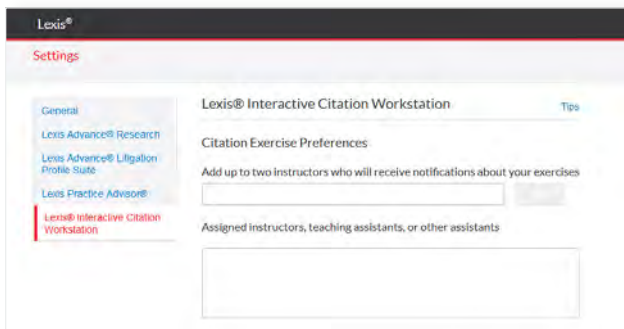 Lexis®
Settings
General
Lexis Advance® Research
Lexis Advance® Litigation
Profile Suite
Lexis Practice Advisor®
Lexis® Interactive Citation
Workstation
Lexis® Interactive Citation Workstation
Tips
Citation Exercise Preferences
Add up to two instructors who will receive notifications about your exercises
Assigned instructors, teaching assistants, or other assistants